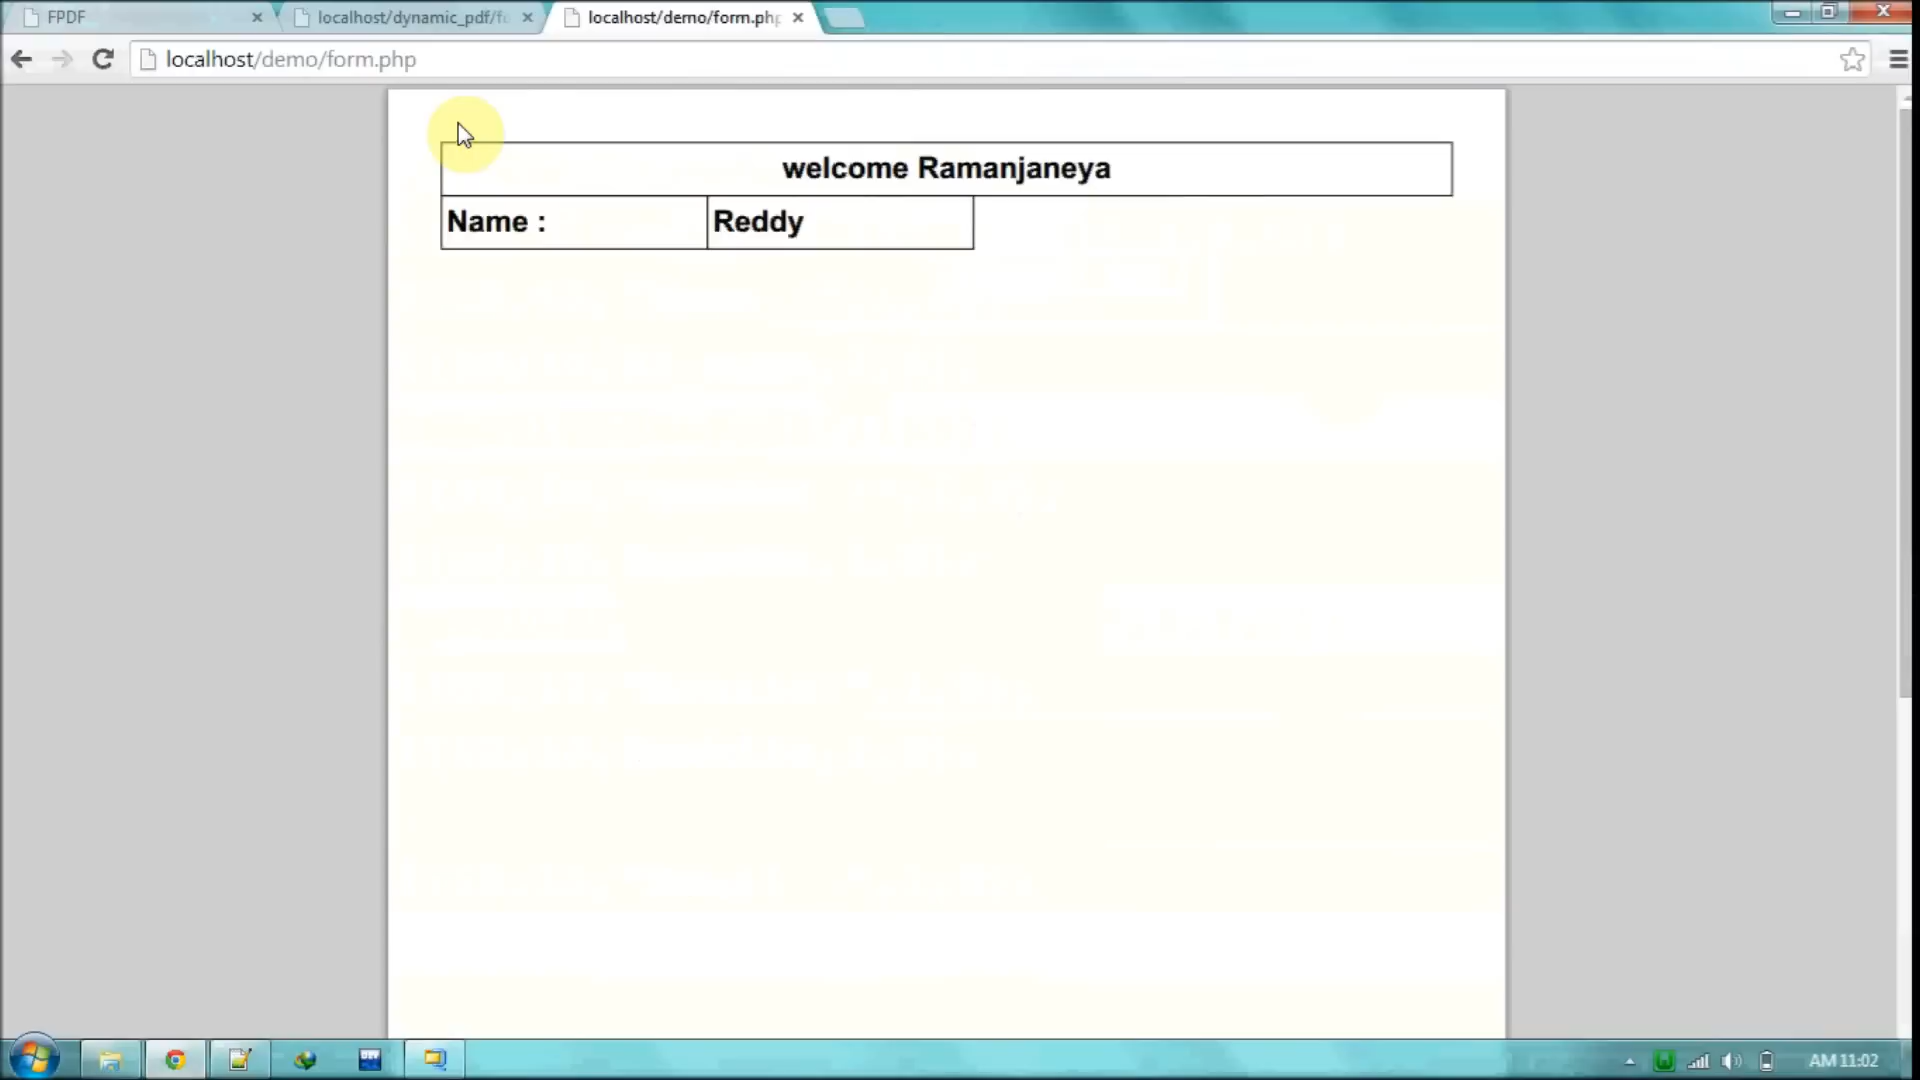 FPDF
localhost/dynamic_pdf/f
localhost/demo/form.php
localhost/demo/form.php
welcome Ramanjaneya
Name :
Reddy
AM 11:02